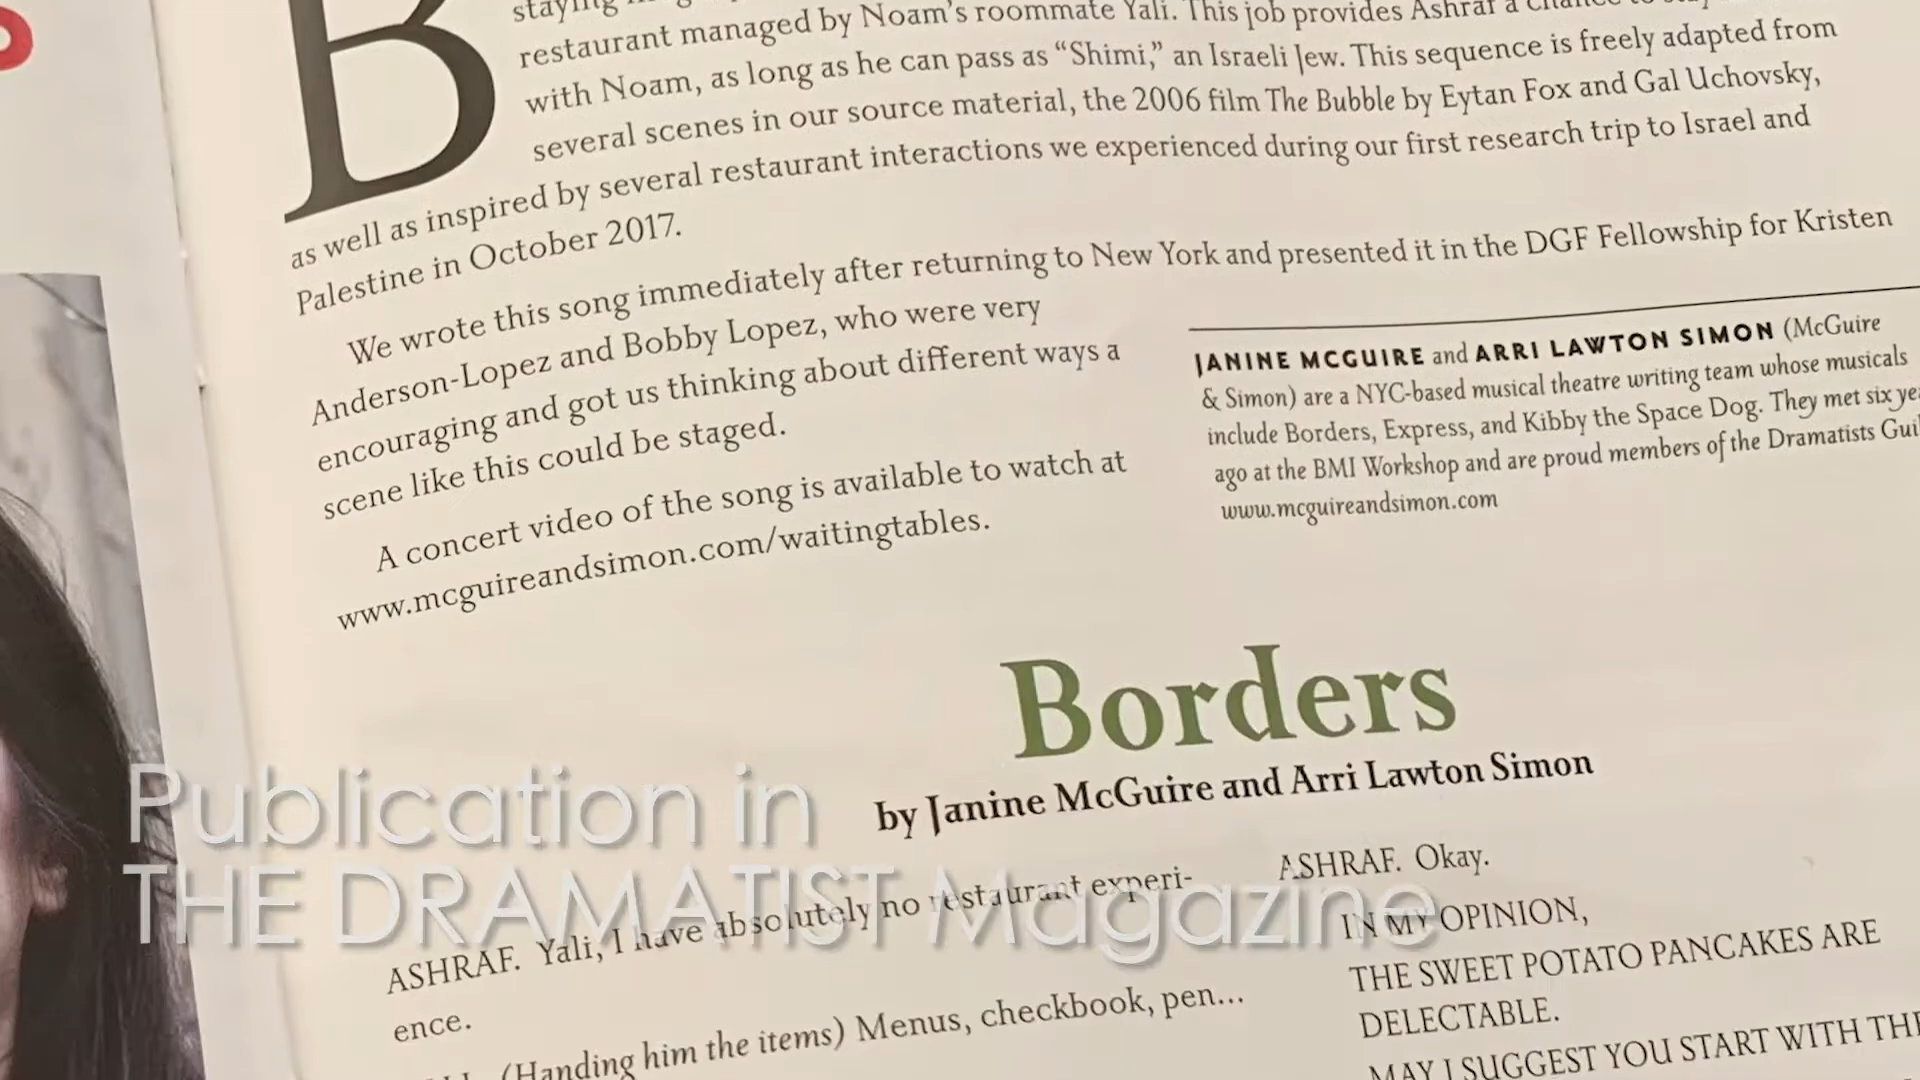 B
staying
restaurant managed by Noam's roommate Yali. This job provides Ashraf a chance to stay
with Noam, as long as he can pass as “Shimi,” an Israeli Jew. This sequence is freely adapted from
several scenes in our source material, the 2006 film The Bubble by Eytan Fox and Gal Uchovsky,
as well as inspired by several restaurant interactions we experienced during our first research trip to Israel and
Palestine in October 2017.
We wrote this song immediately after returning to New York and presented it in the DGF Fellowship for Kristen
Anderson-Lopez and Bobby Lopez, who were very
encouraging and got us thinking about different ways a
scene like this could be staged.
A concert video of the song is available to watch at
www.mcguireandsimon.com/waitingtables.
JANINE MCGUIRE and ARRI LAWTON SIMON (McGuire
& Simon) are a NYC-based musical theatre writing team whose musicals
include Borders, Express, and Kibby the Space Dog. They met six
ago at the BMI Workshop and are proud members of the Dramatists
www.mcguireandsimon.com
Borders
by Janine McGuire and Arri Lawton Simon
ASHRAF. Yali, I have absolutely no restaurant experi-
ence.
(Handing him the items) Menus, checkbook, pen...
ASHRAF. Okay.
IN MY OPINION,
THE SWEET POTATO PANCAKES ARE
DELECTABLE.
MAY I SUGGEST YOU START WITH THE
Publication in
THE DRAMATIST Magazine